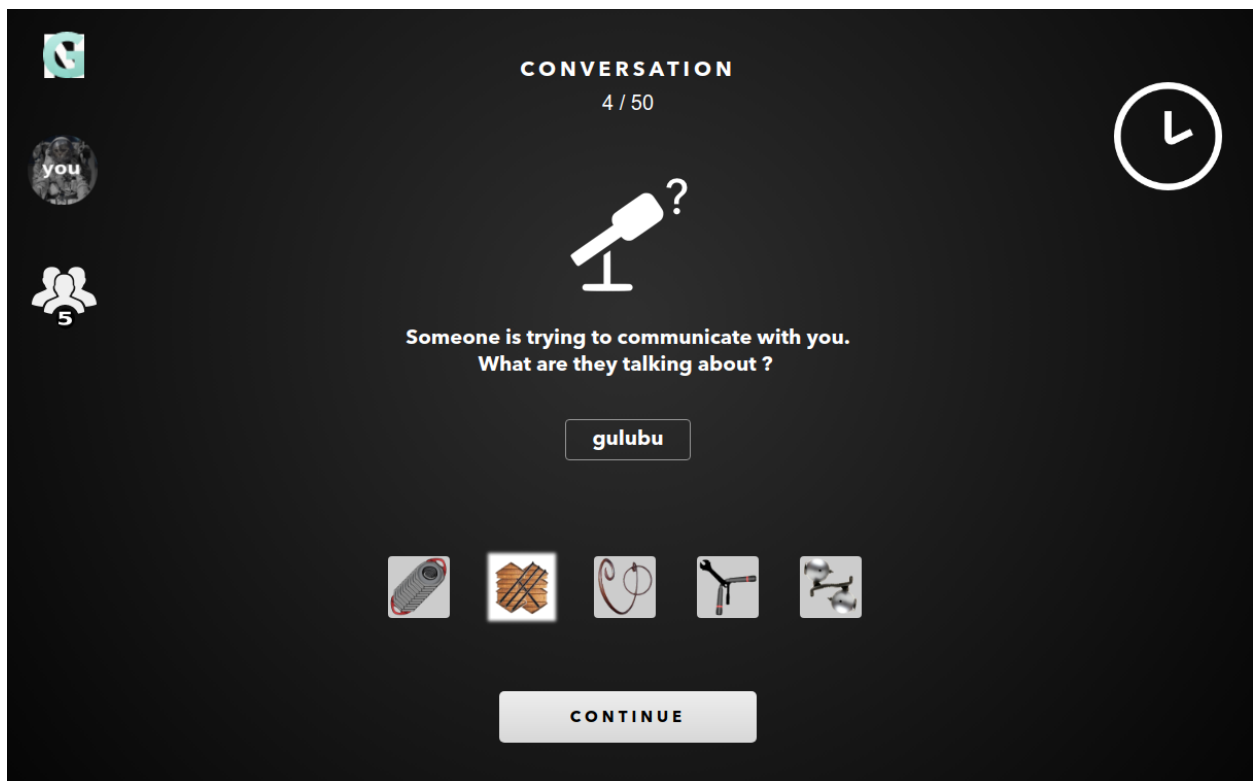 G
CONVERSATION
4 / 50
you
?
5
Someone is trying to communicate with you.
What are they talking about ?
gulubu
CONTINUE